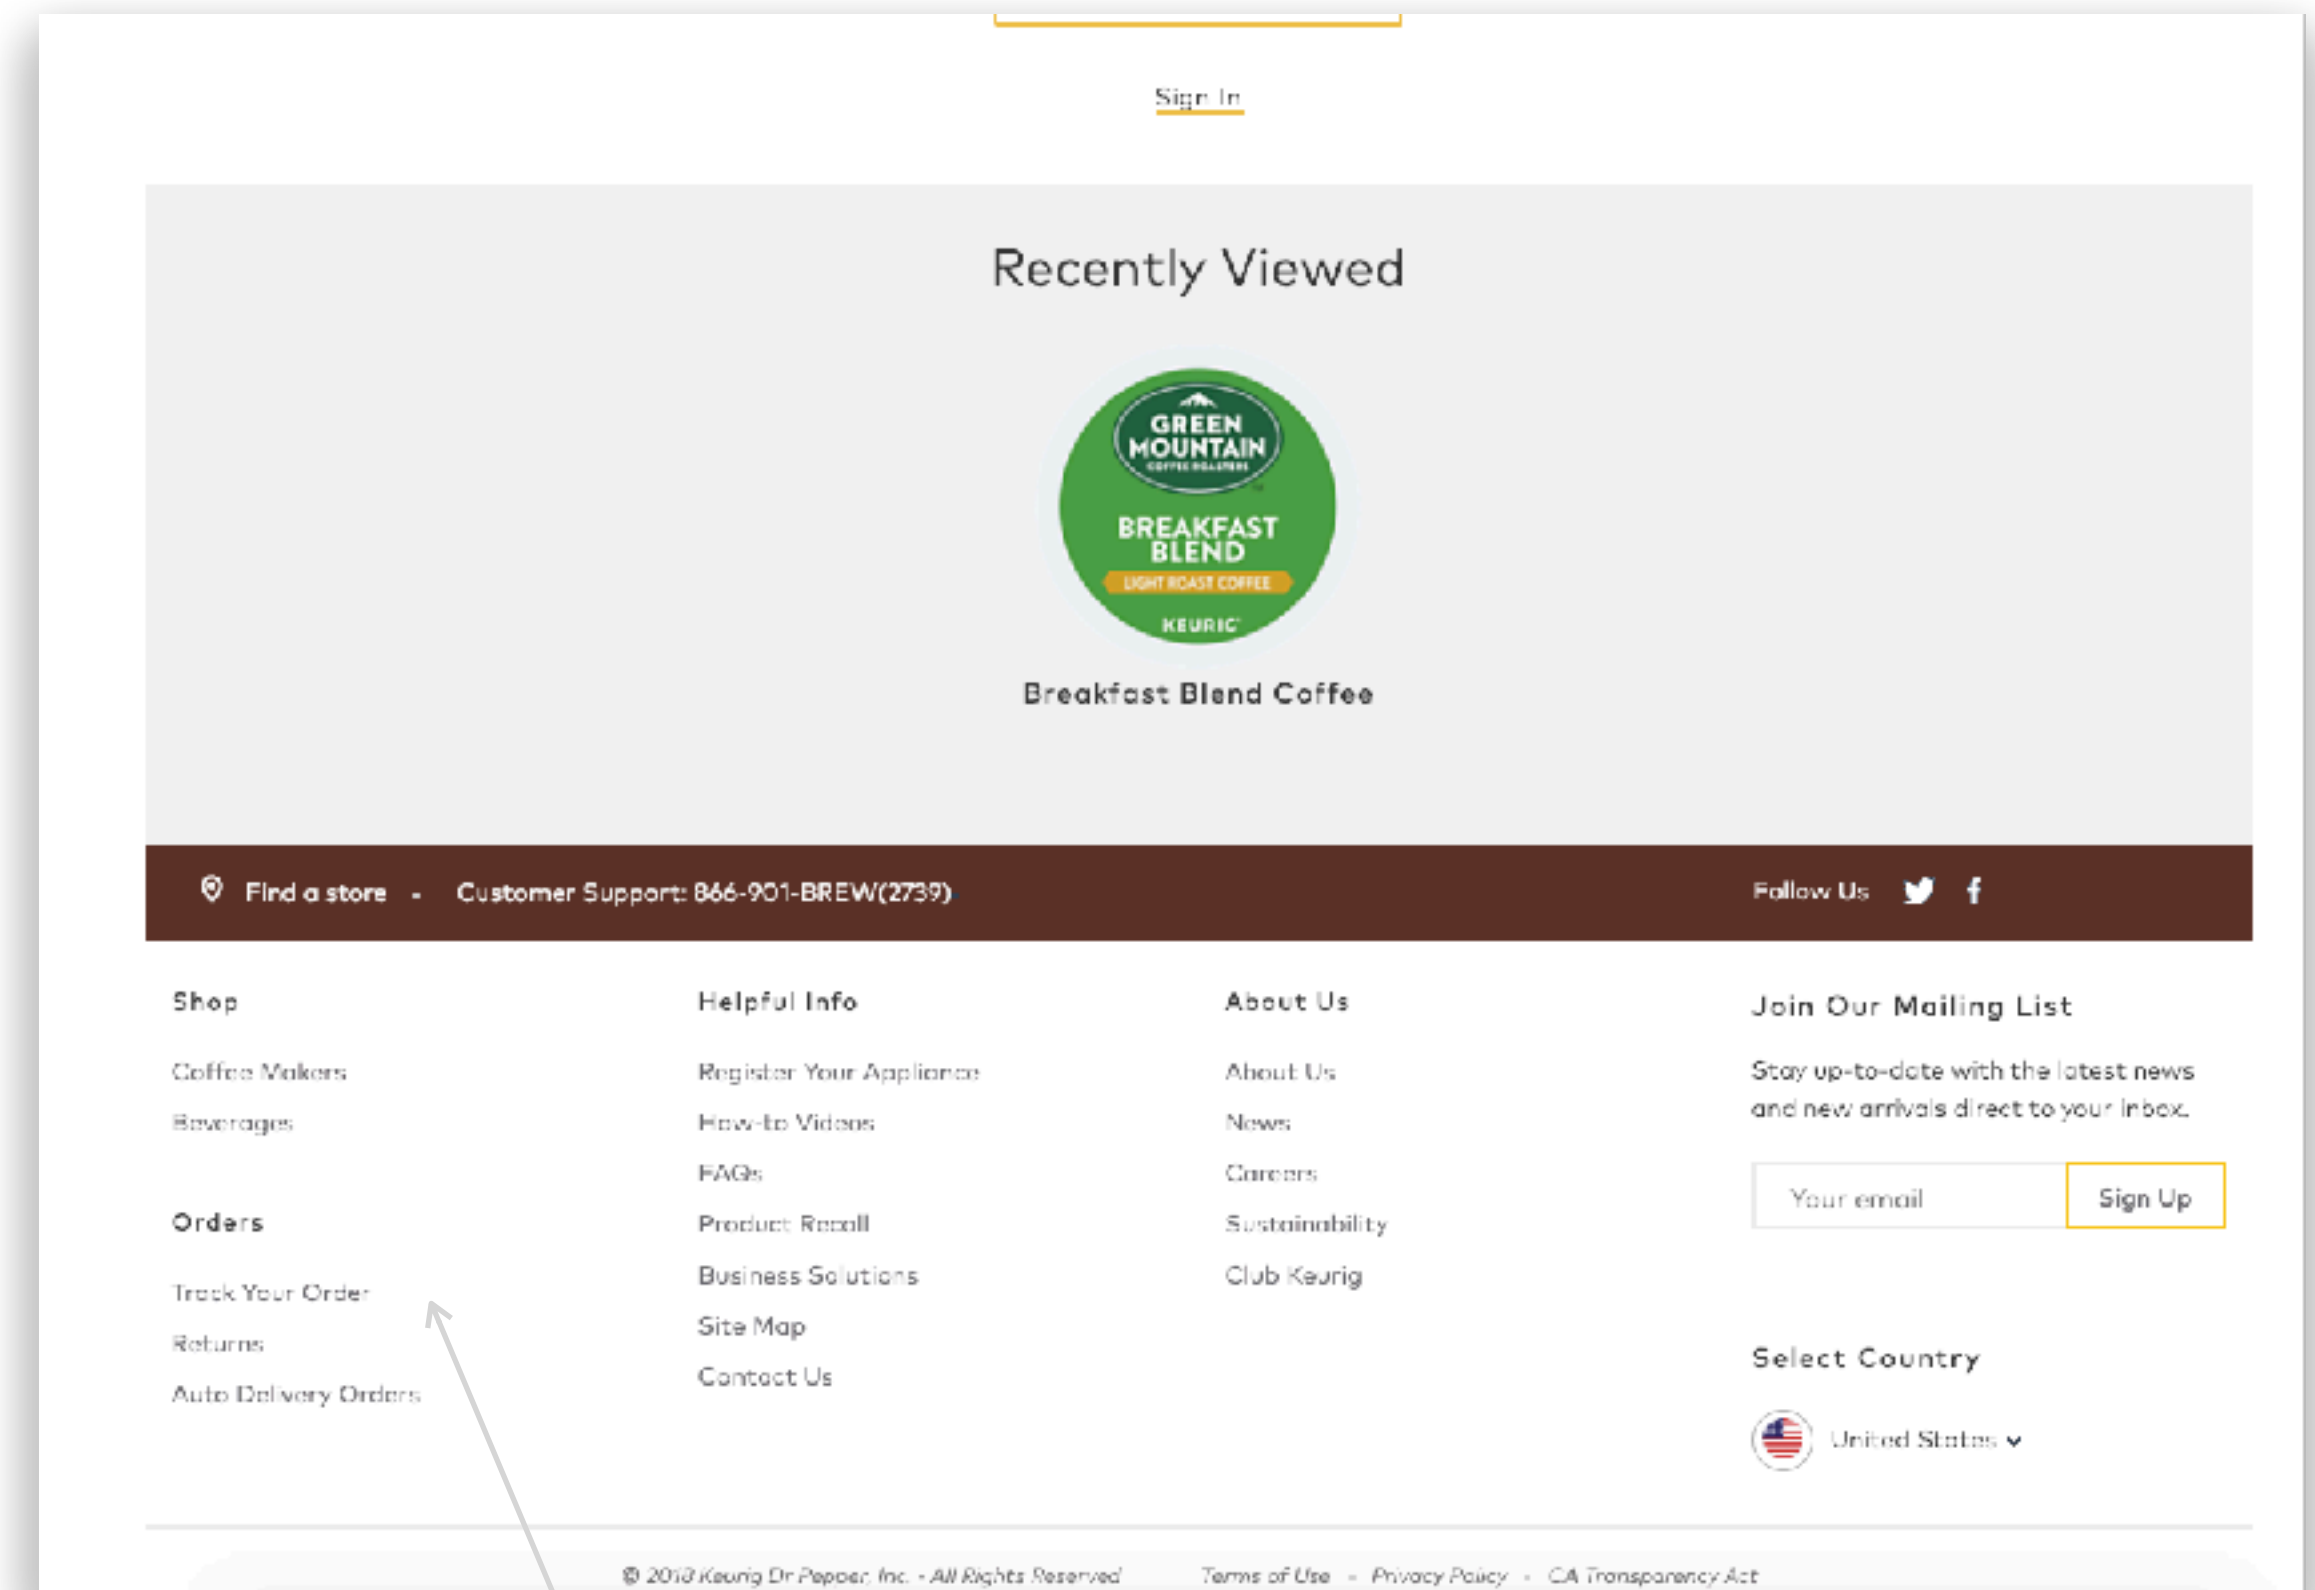 Sign In
Recently Viewed
GREEN
MOUNTAIN
COFFEE ROASTERS
BREAKFAST
BLEND
LIGHT ROAST COFFEE
KEURIG
Breakfast Blend Coffee
Find a store - Customer Support: 866-901-BREW(2739)
Follow Us
Shop
Coffee Makers
Beverages
Orders
Track Your Order
Returns
Auto Delivery Orders
Helpful Info
Register Your Appliance
How-to Videos
FAQs
Product Recall
Business Solutions
Site Map
Contact Us
About Us
About Us
News
Careers
Sustainability
Club Keurig
Join Our Mailing List
Stay up-to-date with the latest news
and new arrivals direct to your inbox.
Your email
Sign Up
Select Country
United States
© 2018 Keurig Dr Pepper, Inc. - All Rights Reserved Terms of Use - Privacy Policy - CA Transparency Act